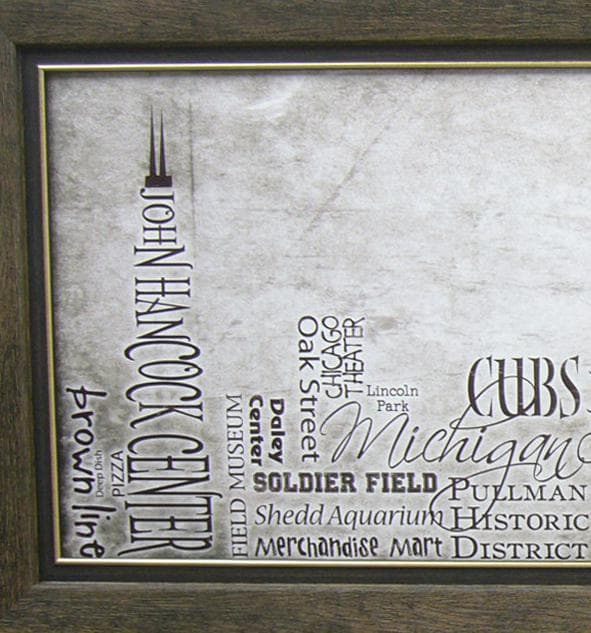 brown line
Deep Dish
PIZZA
JOHN HANCOCK CENTER
FIELD MUSEUM
Daley
Center
Oak Street
CHICAGO
THEATER
Lincoln
Park
Michigan
CUBS
SOLDIER FIELD
Shedd Aquarium
Merchandise Mart
PULLMAN
HISTORIC
DISTRICT